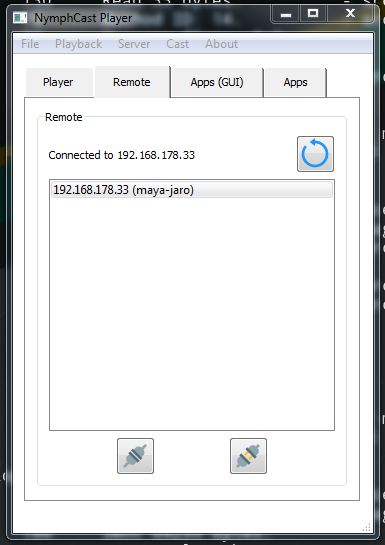 NymphCast Player
File Playback Server Cast About
Player Remote Apps (GUI) Apps
Remote
Connected to 192.168.178.33
192.168.178.33 (maya-jaro)